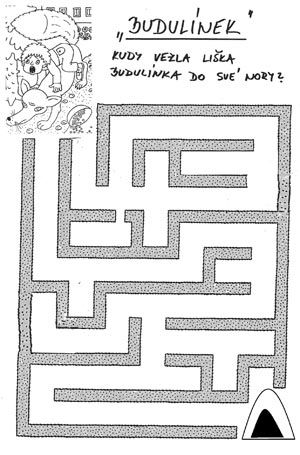 „BUDULÍNEK"
KUDY VEZLA LIŠKA
BUDULÍNKA DO SVÉ NORY?